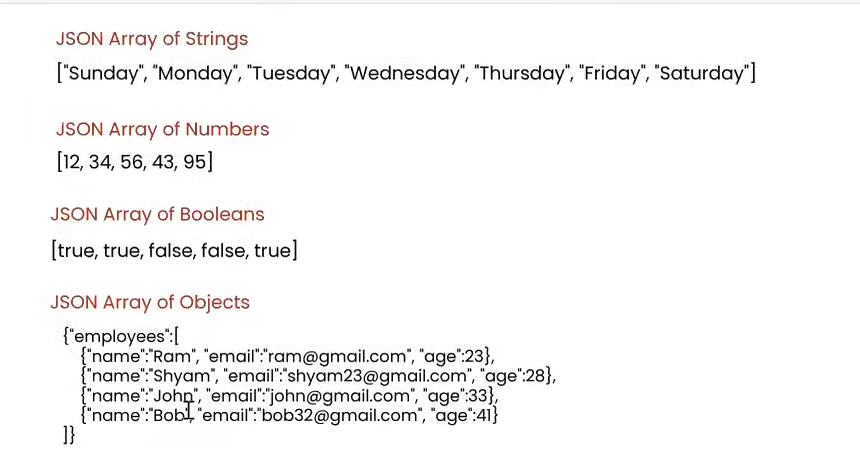 JSON Array of Strings
["Sunday", "Monday", "Tuesday", "Wednesday", "Thursday", "Friday", "Saturday"]
JSON Array of Numbers
[12, 34, 56, 43, 95]
JSON Array of Booleans
[true, true, false, false, true]
JSON Array of Objects
{"employees":[
{"name":"Ram", "email":"ram@gmail.com", "age":23},
{"name":"Shyam", "email":"shyam23@gmail.com", "age":28},
{"name":"John", "email":"john@gmail.com", "age":33},
{"name":"Bob", "email":"bob32@gmail.com", "age":41}
]}